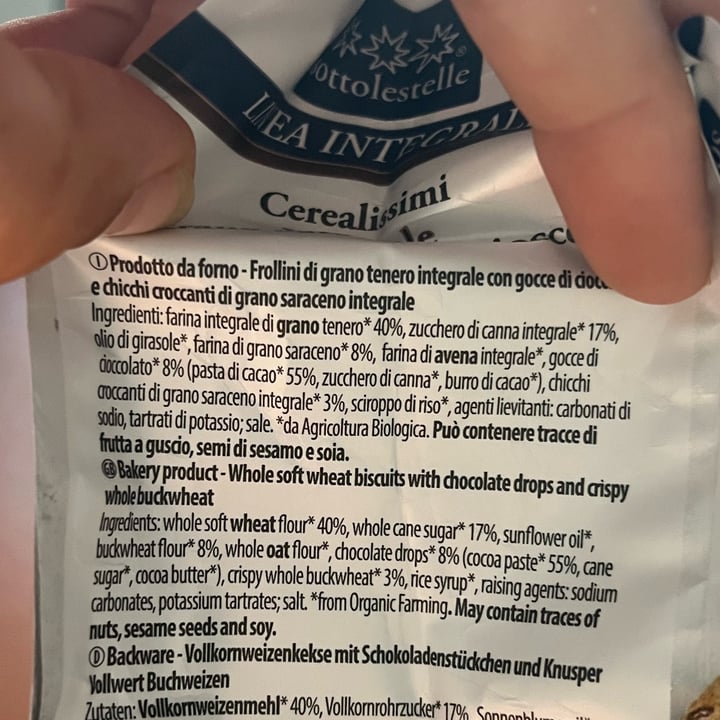 ottolestelle
LINEA INTEGRALE
Cerealissimi
Ⓘ Prodotto da forno - Frollini di grano tenero integrale con gocce di
e chicchi croccanti di grano saraceno integrale
Ingredienti: farina integrale di grano tenero* 40%, zucchero di canna integrale* 17%,
olio di girasole*, farina di grano saraceno* 8%, farina di avena integrale*, gocce di
cioccolato* 8% (pasta di cacao* 55%, zucchero di canna*, burro di cacao*), chicchi
croccanti di grano saraceno integrale* 3%, sciroppo di riso*, agenti lievitanti: carbonati di
sodio, tartrati di potassio; sale. *da Agricoltura Biologica. Può contenere tracce di
frutta a guscio, semi di sesamo e soia.
GB Bakery product - Whole soft wheat biscuits with chocolate drops and crispy
whole buckwheat
Ingredients: whole soft wheat flour* 40%, whole cane sugar* 17%, sunflower oil*,
buckwheat flour* 8%, whole oat flour*, chocolate drops* 8% (cocoa paste* 55%, cane
sugar*, cocoa butter*), crispy whole buckwheat* 3%, rice syrup*, raising agents: sodium
carbonates, potassium tartrates; salt. *from Organic Farming. May contain traces of
nuts, sesame seeds and soy.
Ⓓ Backware - Vollkornweizenkekse mit Schokoladenstückchen und Knusper
Vollwert Buchweizen
Zutaten: Vollkornweizenmehl* 40%, Vollkornrohrzucker* 17%,